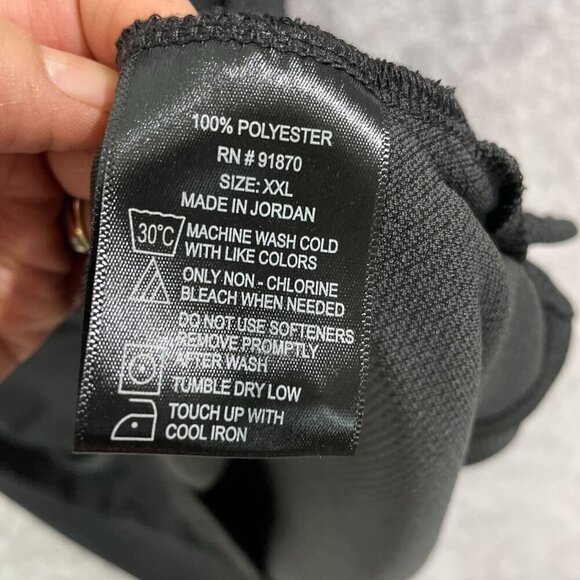 100% POLYESTER
RN # 91870
SIZE: XXL
MADE IN JORDAN
30°C MACHINE WASH COLD
WITH LIKE COLORS
ONLY NON - CHLORINE
BLEACH WHEN NEEDED
DO NOT USE SOFTENERS
REMOVE PROMPTLY
AFTER WASH
TUMBLE DRY LOW
TOUCH UP WITH
COOL IRON